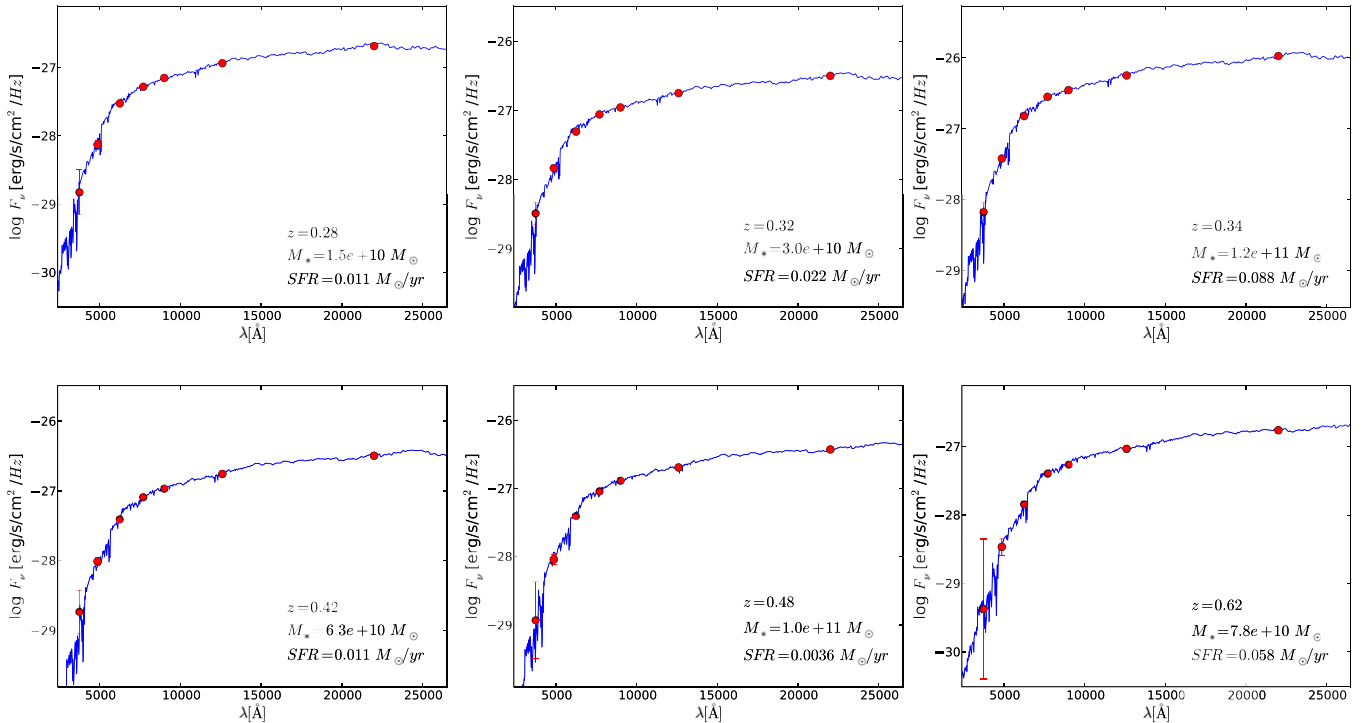 −27
−28
−29
−30
log F_ν [erg/s/cm² /Hz]
z=0.28
M_* =1.5e+10 M_⊙
SFR=0.011 M_⊙/yr
5000 10000 15000 20000 25000
λ[Å]
−26
−27
−28
−29
log F_ν [erg/s/cm² /Hz]
z=0.32
M_* =3.0e+10 M_⊙
SFR=0.022 M_⊙/yr
5000 10000 15000 20000 25000
λ[Å]
−26
−27
−28
−29
log F_ν [erg/s/cm² /Hz]
z=0.34
M_* =1.2e+11 M_⊙
SFR=0.088 M_⊙/yr
5000 10000 15000 20000 25000
λ[Å]
−26
−27
−28
−29
log F_ν [erg/s/cm² /Hz]
z=0.42
M_* =6.3e+10 M_⊙
SFR=0.011 M_⊙/yr
5000 10000 15000 20000 25000
λ[Å]
−26
−27
−28
−29
log F_ν [erg/s/cm² /Hz]
z=0.48
M_* =1.0e+11 M_⊙
SFR=0.0036 M_⊙/yr
5000 10000 15000 20000 25000
λ[Å]
−27
−28
−29
−30
log F_ν [erg/s/cm² /Hz]
z=0.62
M_* =7.8e+10 M_⊙
SFR=0.058 M_⊙/yr
5000 10000 15000 20000 25000
λ[Å]